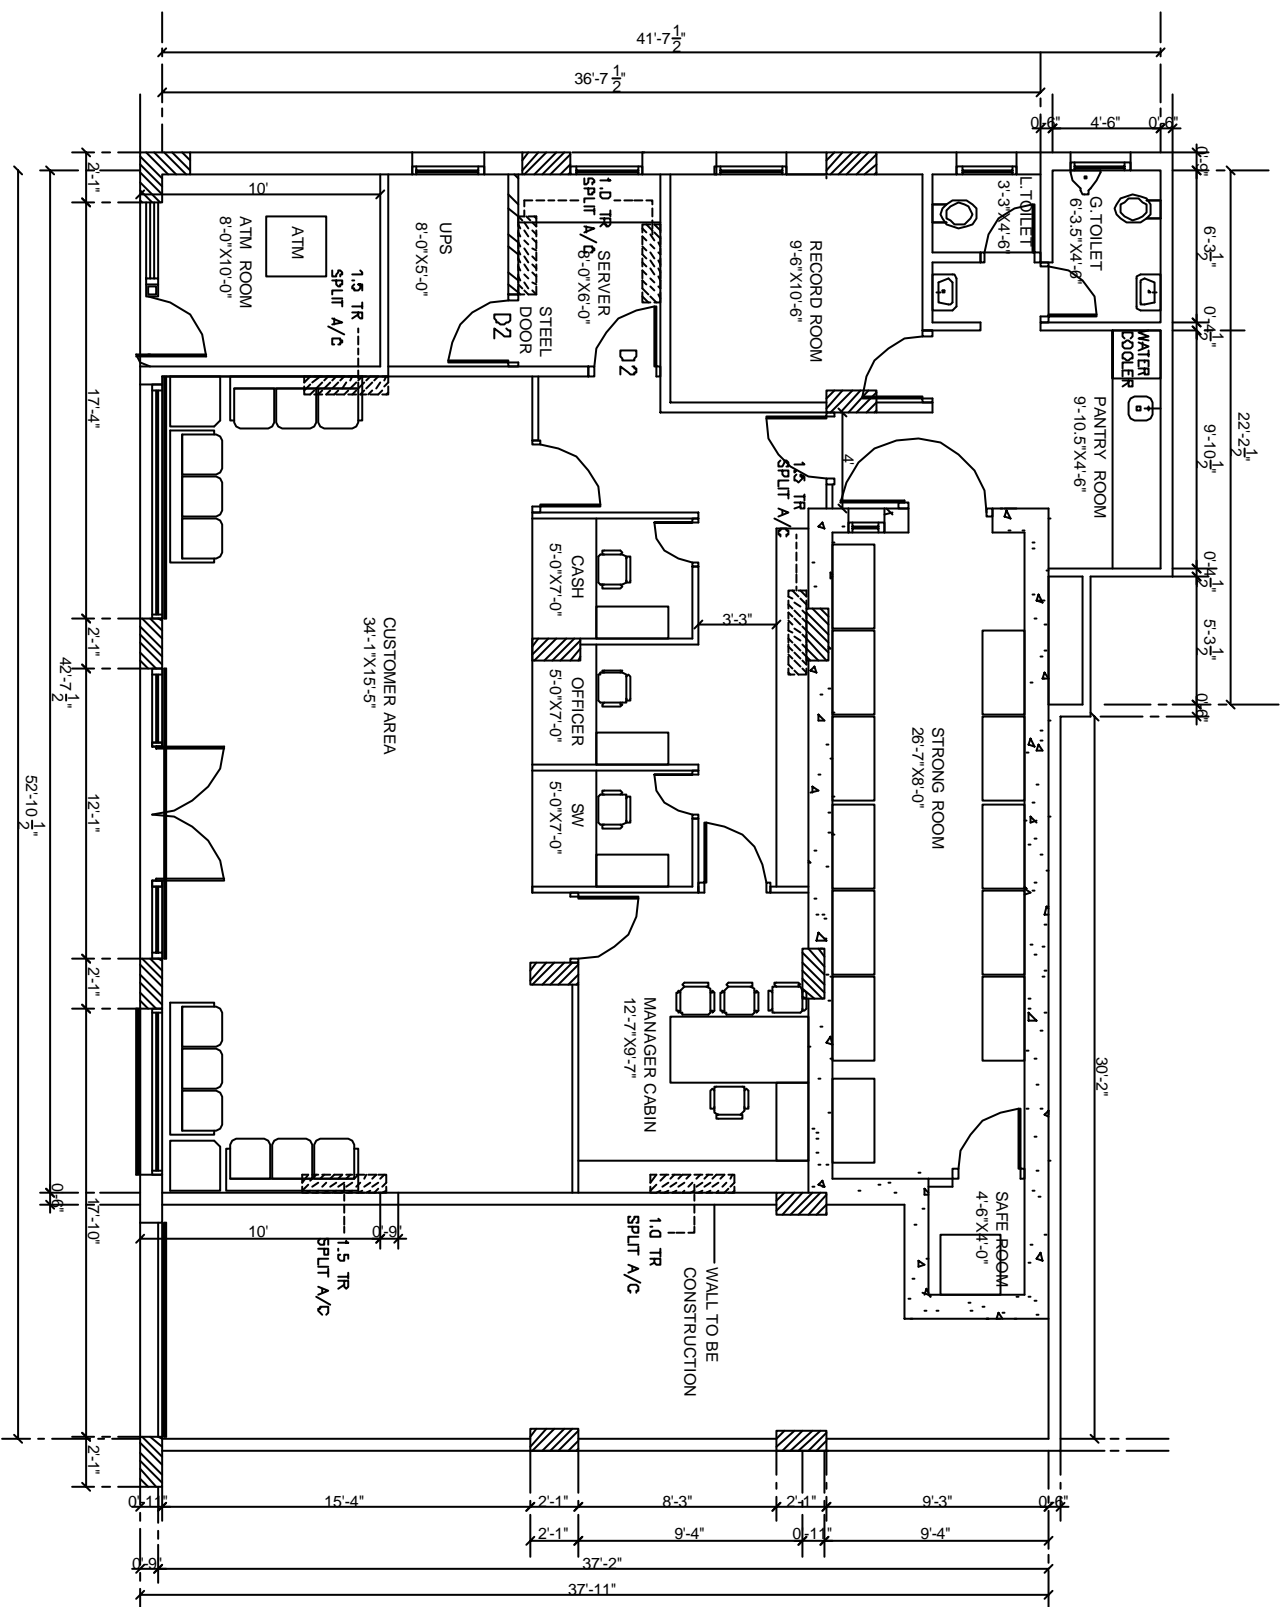 41'-7 1/2"
36'-7 1/2"
0'-6"
4'-6"
0'-6"
0'-9"
2'-1"
10'
ATM
ATM ROOM
8'-0"X10'-0"
1.5 TR
SPLIT A/C
UPS
8'-0"X5'-0"
1.0 TR
SPLIT A/C
SERVER
8'-0"X6'-0"
STEEL
DOOR
D2
D2
RECORD ROOM
9'-6"X10'-6"
L.TOILET
3'-3"X4'-6"
G.TOILET
6'-3.5"X4'-6"
6'-3 1/2"
0'-4 1/2"
WATER
COOLER
PANTRY ROOM
9'-10.5"X4'-6"
9'-10 1/2"
22'-2 1/2"
0'-4 1/2"
5'-3 1/2"
0'-6"
17'-4"
4'
1.5 TR
SPLIT A/C
CASH
5'-0"X7'-0"
3'-3"
OFFICER
5'-0"X7'-0"
SW
5'-0"X7'-0"
CUSTOMER AREA
34'-1"X15'-5"
STRONG ROOM
26'-7"X8'-0"
2'-1"
42'-7 1/2"
52'-10 1/2"
12'-1"
2'-1"
MANAGER CABIN
12'-7"X9'-7"
30'-2"
SAFE ROOM
4'-6"X4'-0"
0'-6"
17'-10"
10'
0'-9"
1.5 TR
SPLIT A/C
1.0 TR
SPLIT A/C
WALL TO BE
CONSTRUCTION
2'-1"
0'-11"
15'-4"
2'-1"
8'-3"
2'-1"
9'-3"
0'-6"
2'-1"
9'-4"
0'-11"
9'-4"
0'-9"
37'-2"
37'-11"